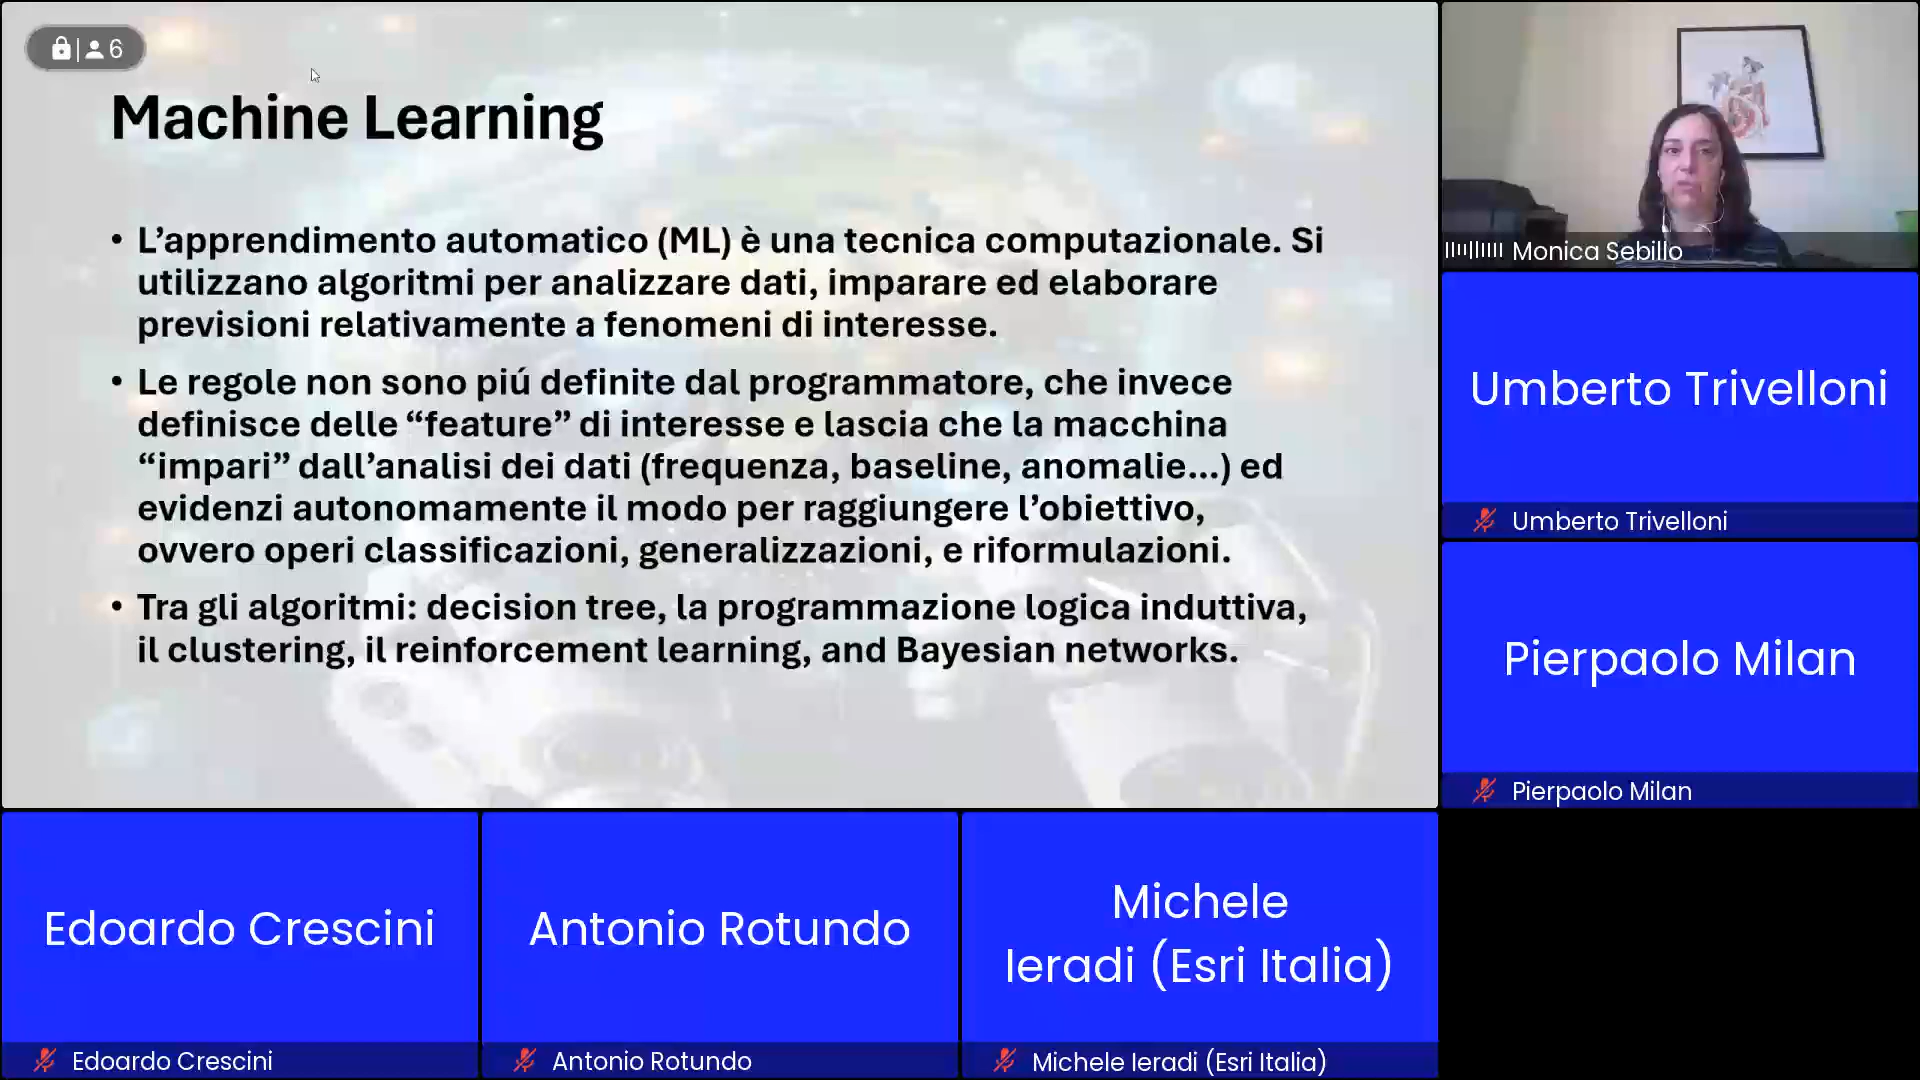 6
Machine Learning
• L’apprendimento automatico (ML) è una tecnica computazionale. Si
utilizzano algoritmi per analizzare dati, imparare ed elaborare
previsioni relativamente a fenomeni di interesse.
• Le regole non sono piú definite dal programmatore, che invece
definisce delle “feature” di interesse e lascia che la macchina
“impari” dall’analisi dei dati (frequenza, baseline, anomalie…) ed
evidenzi autonomamente il modo per raggiungere l’obiettivo,
ovvero operi classificazioni, generalizzazioni, e riformulazioni.
• Tra gli algoritmi: decision tree, la programmazione logica induttiva,
il clustering, il reinforcement learning, and Bayesian networks.
Monica Sebillo
Umberto Trivelloni
Umberto Trivelloni
Pierpaolo Milan
Pierpaolo Milan
Edoardo Crescini
Edoardo Crescini
Antonio Rotundo
Antonio Rotundo
Michele
Ieradi (Esri Italia)
Michele Ieradi (Esri Italia)